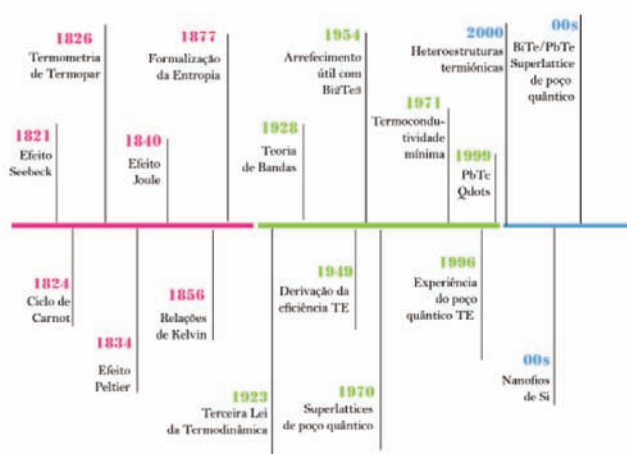 1826
Termometria
de Termopar
1877
Formalização
da Entropia
1954
Arrefecimento
útil com
Bi2Te3
2000
Heteroestruturas
termiónicas
00s
BiTe/PbTe
Superlattice
de poço
quântico
1821
Efeito
Seebeck
1840
Efeito
Joule
1928
Teoria
de Bandas
1971
Termocondu-
tividade
mínima
1999
PbTe
Qdots
1824
Ciclo de
Carnot
1834
Efeito
Peltier
1856
Relações
de Kelvin
1923
Terceira Lei
da Termodinâmica
1949
Derivação da
eficiência TE
1970
Superlattices
de poço quântico
1996
Experiência
do poço
quântico TE
00s
Nanofios
de Si